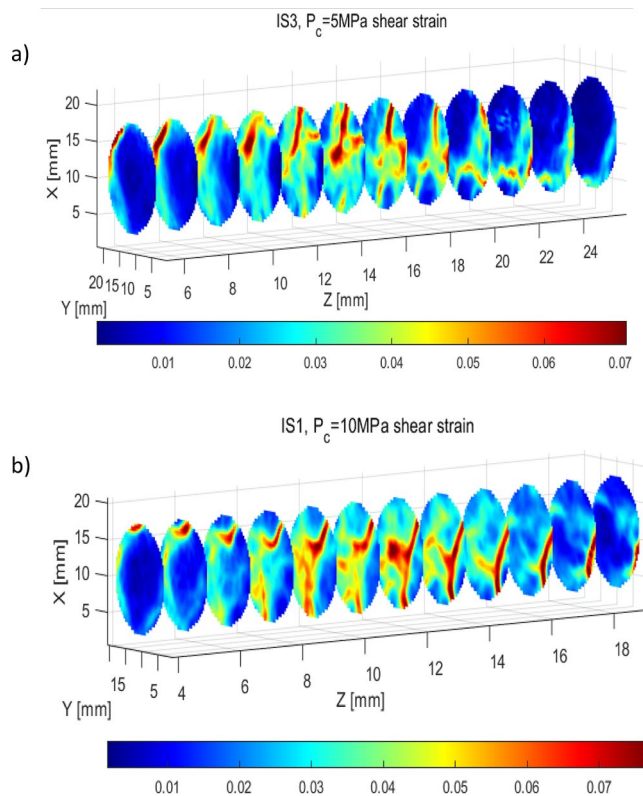 IS3, P_c=5MPa shear strain
a)
20
15
10
5
X [mm]
20 15 10 5
Y [mm]
6 8 10 12 14 16 18 20 22 24
Z [mm]
0.01 0.02 0.03 0.04 0.05 0.06 0.07
IS1, P_c=10MPa shear strain
b)
20
15
10
5
X [mm]
15 5
Y [mm]
4 6 8 10 12 14 16 18
Z [mm]
0.01 0.02 0.03 0.04 0.05 0.06 0.07